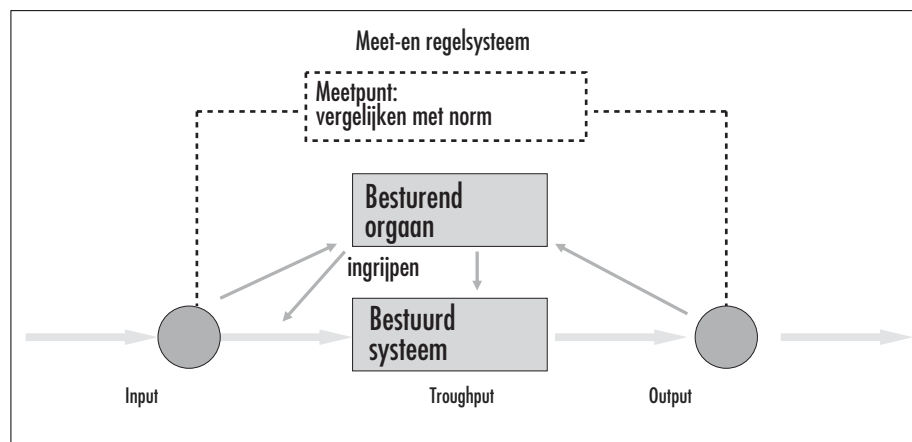 Meet-en regelsysteem
Meetpunt:
vergelijken met norm
Besturend
orgaan
ingrijpen
Bestuurd
systeem
Input
Troughput
Output